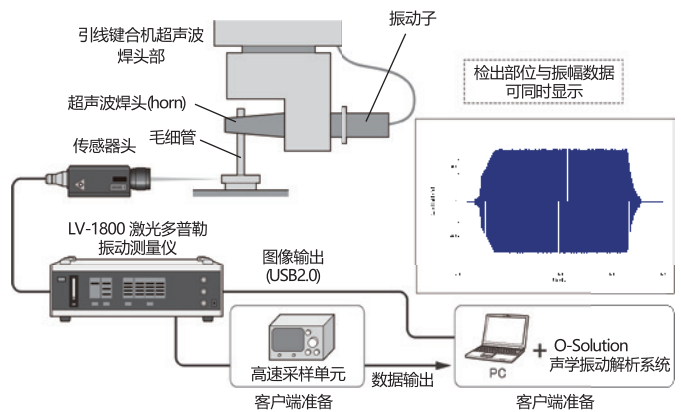 引线键合机超声波
焊头部
振动子
检出部位与振幅数据
可同时显示
超声波焊头(horn)
毛细管
传感器头
LV-1800 激光多普勒
振动测量仪
图像输出
(USB2.0)
高速采样单元
客户端准备
数据输出
PC
+ O-Solution
声学振动解析系统
客户端准备